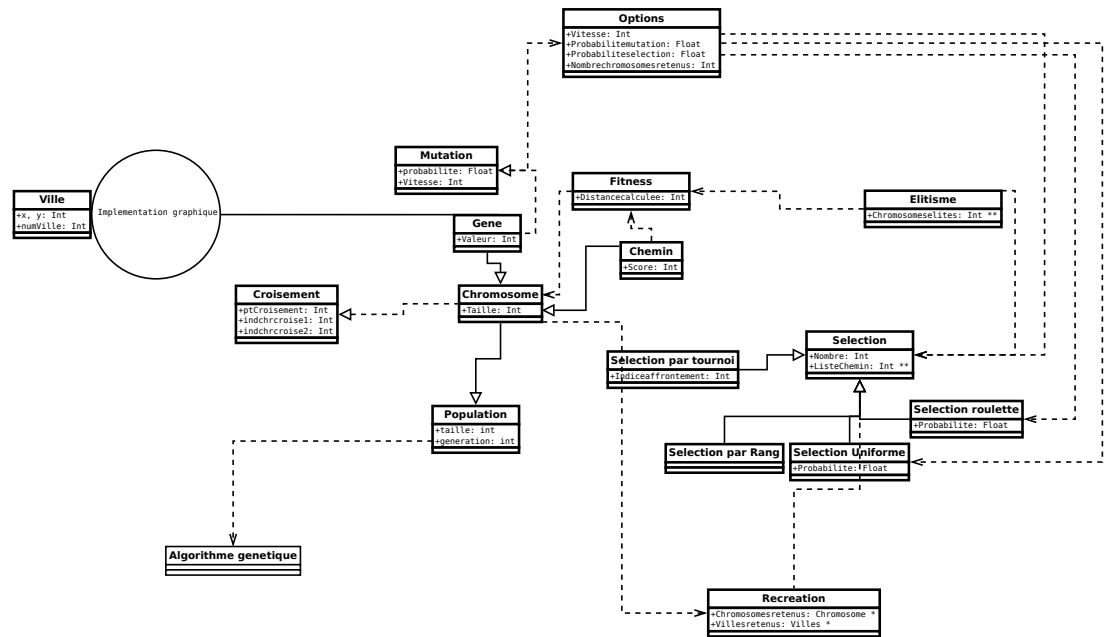 Options
+Vitesse: Int
+Probabilitemutation: Float
+Probabiliteselection: Float
+Nombrechromosomesretenus: Int
Mutation
+probabilite: Float
+Vitesse: Int
Fitness
+Distancecalculee: Int
Ville
+x, y: Int
+numVille: Int
Implementation graphique
Elitisme
+Chromosomeselites: Int **
Gene
+Valeur: Int
Chemin
+Score: Int
Croisement
+ptCroisement: Int
+indchrcroise1: Int
+indchrcroise2: Int
Chromosome
+Taille: Int
Selection
+Nombre: Int
+ListeChemin: Int **
Selection par tournoi
+Indiceaffrontement: Int
Population
+taille: int
+generation: int
Selection roulette
+Probabilite: Float
Selection par Rang
Selection Uniforme
+Probabilite: Float
Algorithme genetique
Recreation
+Chromosomesretenus: Chromosome *
+Villesretenus: Villes *